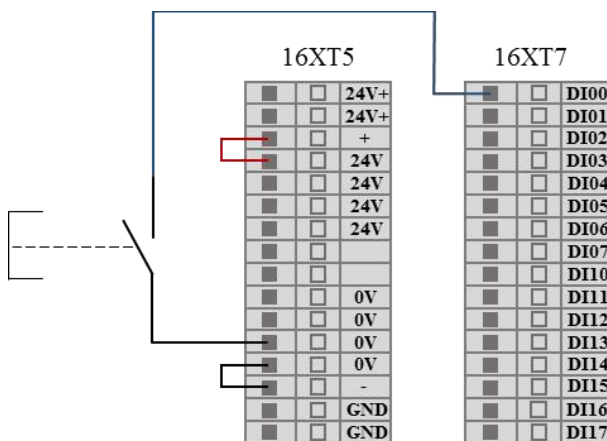 16XT5
24V+
24V+
+
24V
24V
24V
24V
0V
0V
0V
0V
-
GND
GND
16XT7
DI00
DI01
DI02
DI03
DI04
DI05
DI06
DI07
DI10
DI11
DI12
DI13
DI14
DI15
DI16
DI17